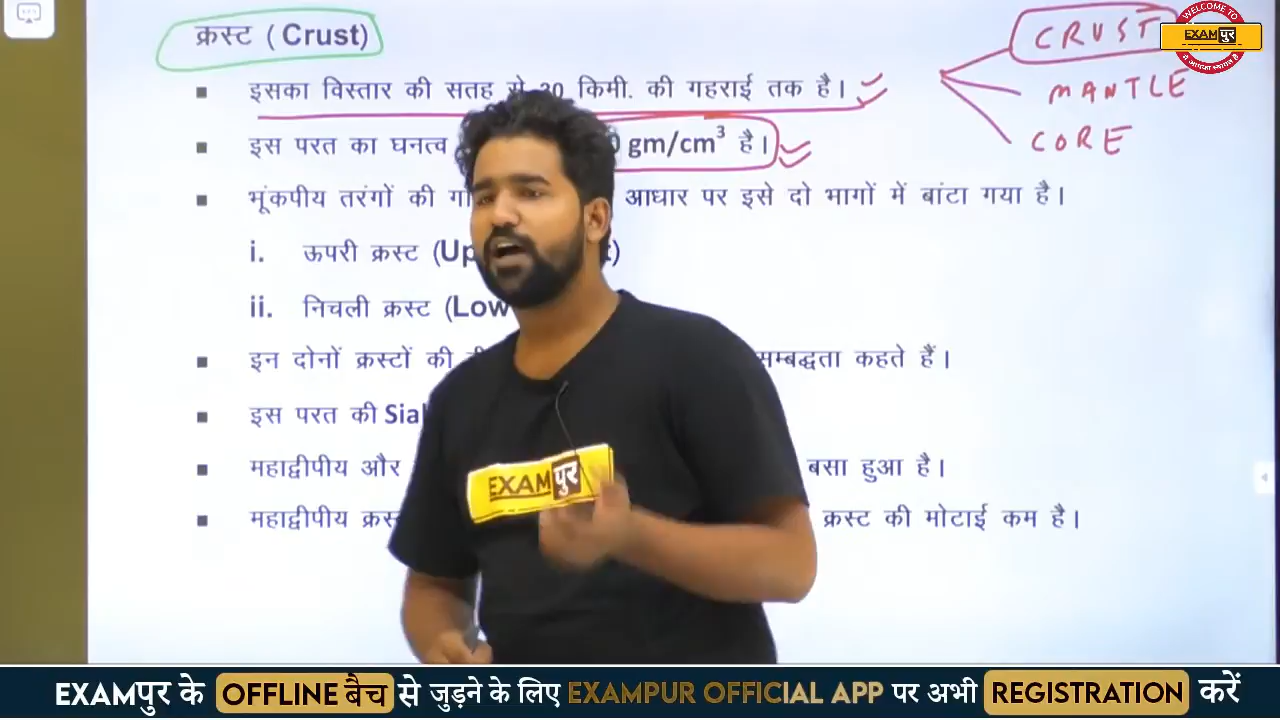 क्रस्ट ( Crust)
CRUST
WELCOME TO
EXAMपुर
इसका विस्तार की सतह से 30 किमी. की गहराई तक है।
MANTLE
इस परत का घनत्व gm/cm³ है।
CORE
भूंकपीय तरंगों की आधार पर इसे दो भागों में बांटा गया है।
i. ऊपरी क्रस्ट (Up
ii. निचली क्रस्ट (Low
इन दोनों क्रस्टों की सम्बद्धता कहते हैं।
इस परत की Sial
महाद्वीपीय और बसा हुआ है।
EXAMपुर
महाद्वीपीय क्रस्ट क्रस्ट की मोटाई कम है।
EXAMपुर के OFFLINE बैच से जुड़ने के लिए EXAMPUR OFFICIAL APP पर अभी REGISTRATION करें